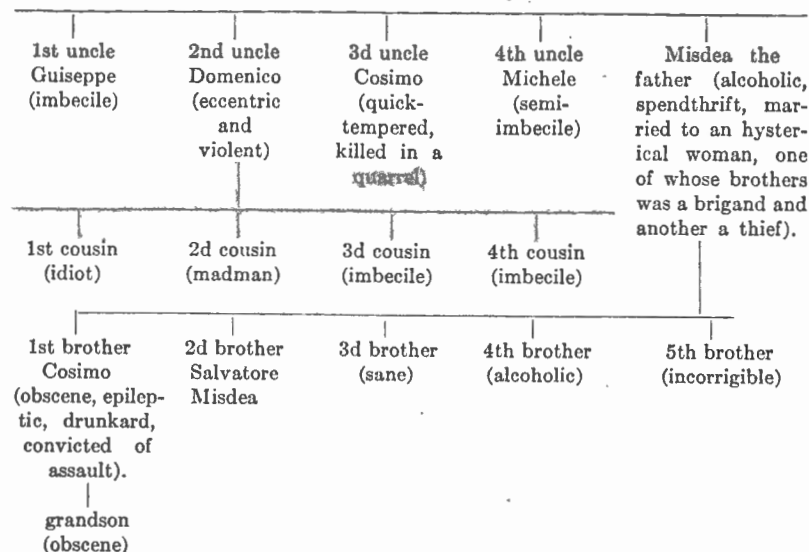 1st uncle
Guiseppe
(imbecile)
2nd uncle
Domenico
(eccentric
and
violent)
3d uncle
Cosimo
(quick-
tempered,
killed in a
quarrel)
4th uncle
Michele
(semi-
imbecile)
Misdea the
father (alcoholic,
spendthrift, mar-
ried to an hyster-
ical woman, one
of whose brothers
was a brigand and
another a thief).
1st cousin
(idiot)
2d cousin
(madman)
3d cousin
(imbecile)
4th cousin
(imbecile)
1st brother
Cosimo
(obscene, epilep-
tic, drunkard,
convicted of
assault).
2d brother
Salvatore
Misdea
3d brother
(sane)
4th brother
(alcoholic)
5th brother
(incorrigible)
grandson
(obscene)